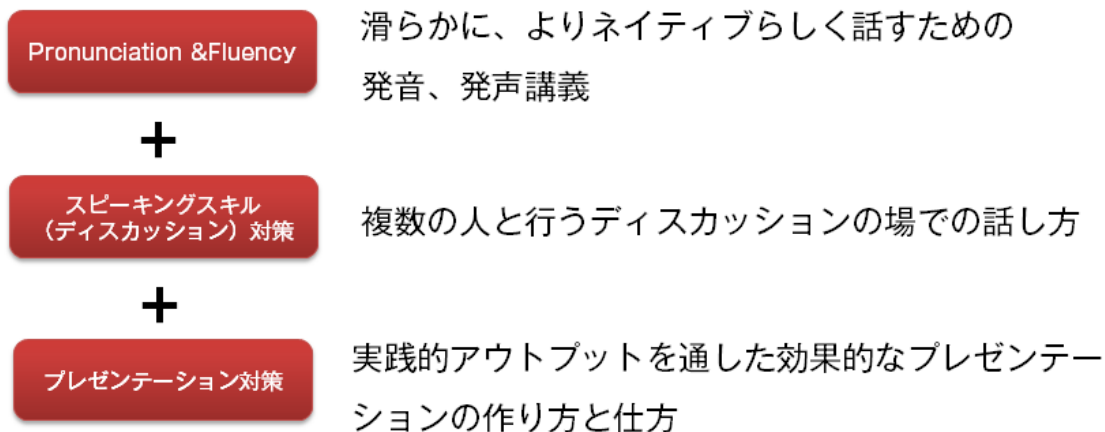 Pronunciation &Fluency
滑らかに、よりネイティブらしく話すための
発音、発声講義
+
スピーキングスキル
（ディスカッション）対策
複数の人と行うディスカッションの場での話し方
+
プレゼンテーション対策
実践的アウトプットを通した効果的なプレゼンテー
ションの作り方と仕方